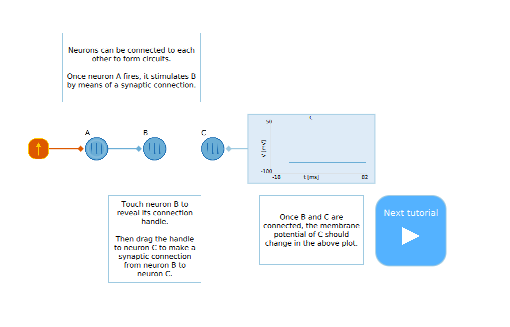 Neurons can be connected to each
other to form circuits.
Once neuron A fires, it stimulates B
by means of a synaptic connection.
A
B
C
C
50
V [mV]
-100
-18
t [ms]
82
Touch neuron B to
reveal its connection
handle.
Then drag the handle
to neuron C to make a
synaptic connection
from neuron B to
neuron C.
Once B and C are
connected, the membrane
potential of C should
change in the above plot.
Next tutorial